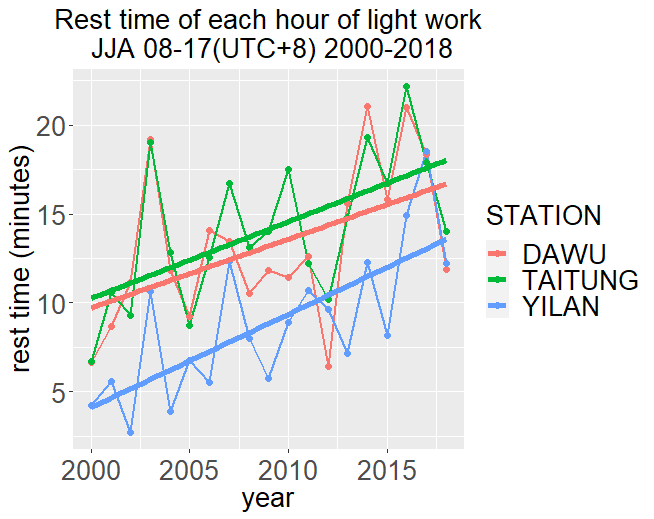 Rest time of each hour of light work
JJA 08-17(UTC+8) 2000-2018
rest time (minutes)
20
15
10
5
2000 2005 2010 2015
year
STATION
DAWU
TAITUNG
YILAN